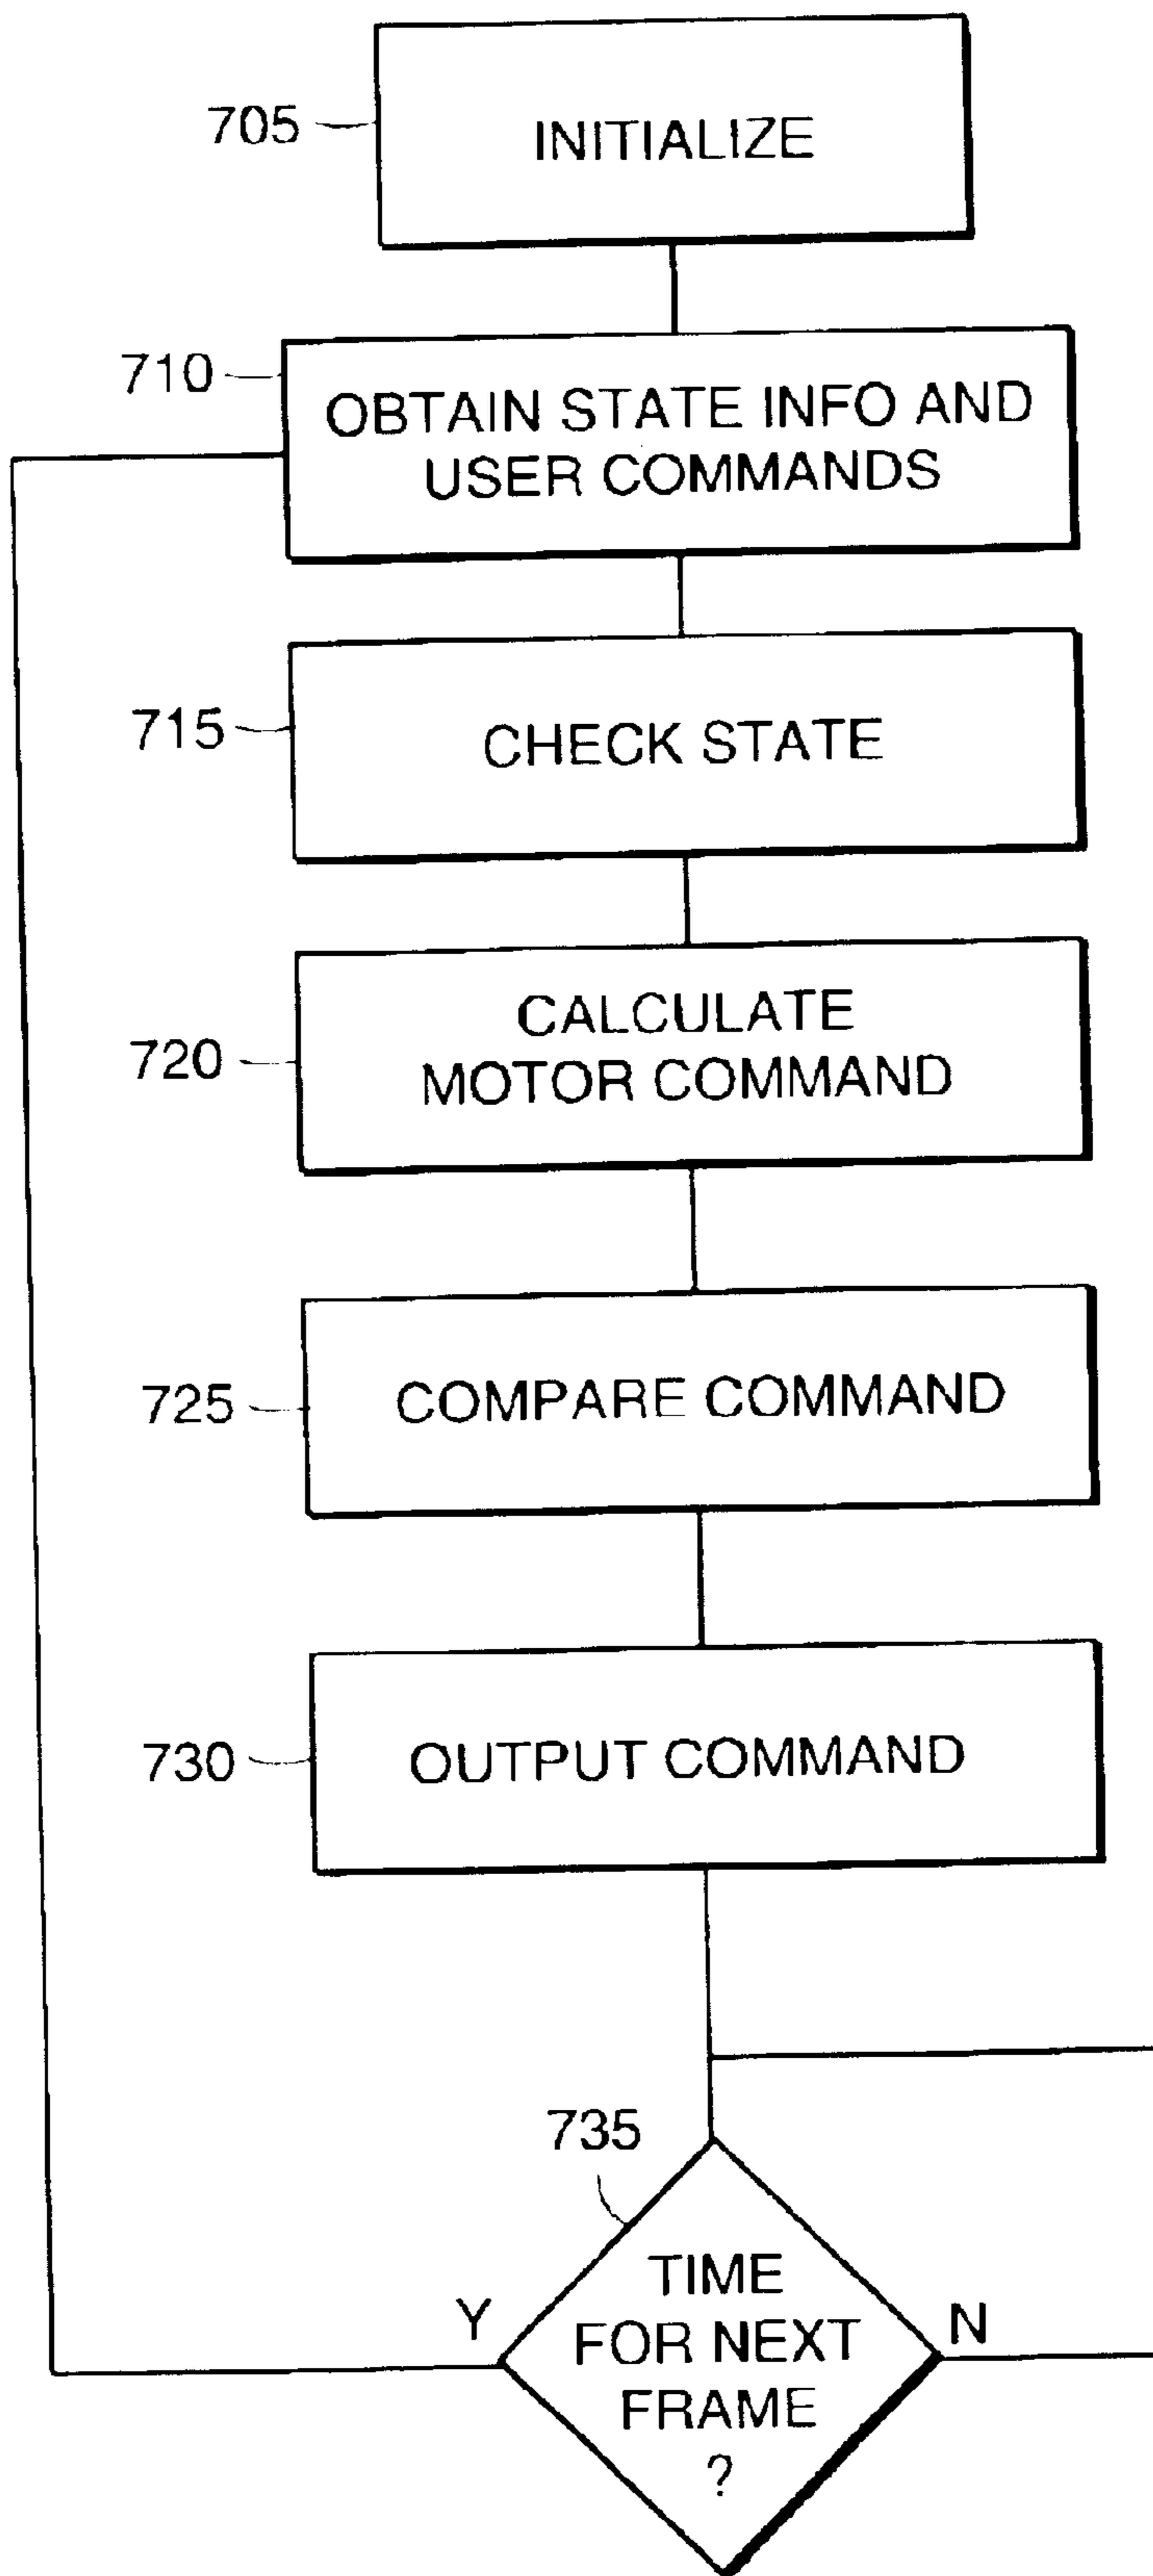 705
INITIALIZE
710
OBTAIN STATE INFO AND
USER COMMANDS
715
CHECK STATE
720
CALCULATE
MOTOR COMMAND
725
COMPARE COMMAND
730
OUTPUT COMMAND
735
TIME
FOR NEXT
FRAME
?
Y
N